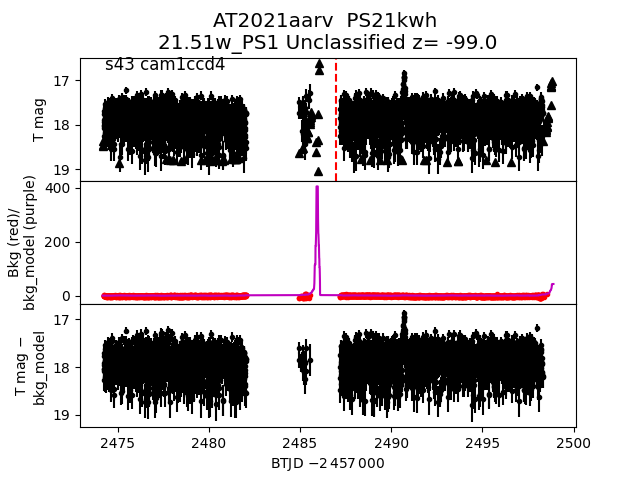 AT2021aarv  PS21kwh
21.51w_PS1 Unclassified z= -99.0
s43 cam1ccd4
T mag
17
18
19
Bkg (red)/
bkg_model (purple)
400
200
0
T mag −
bkg_model
17
18
19
2475 2480 2485 2490 2495 2500
BTJD −2 457 000